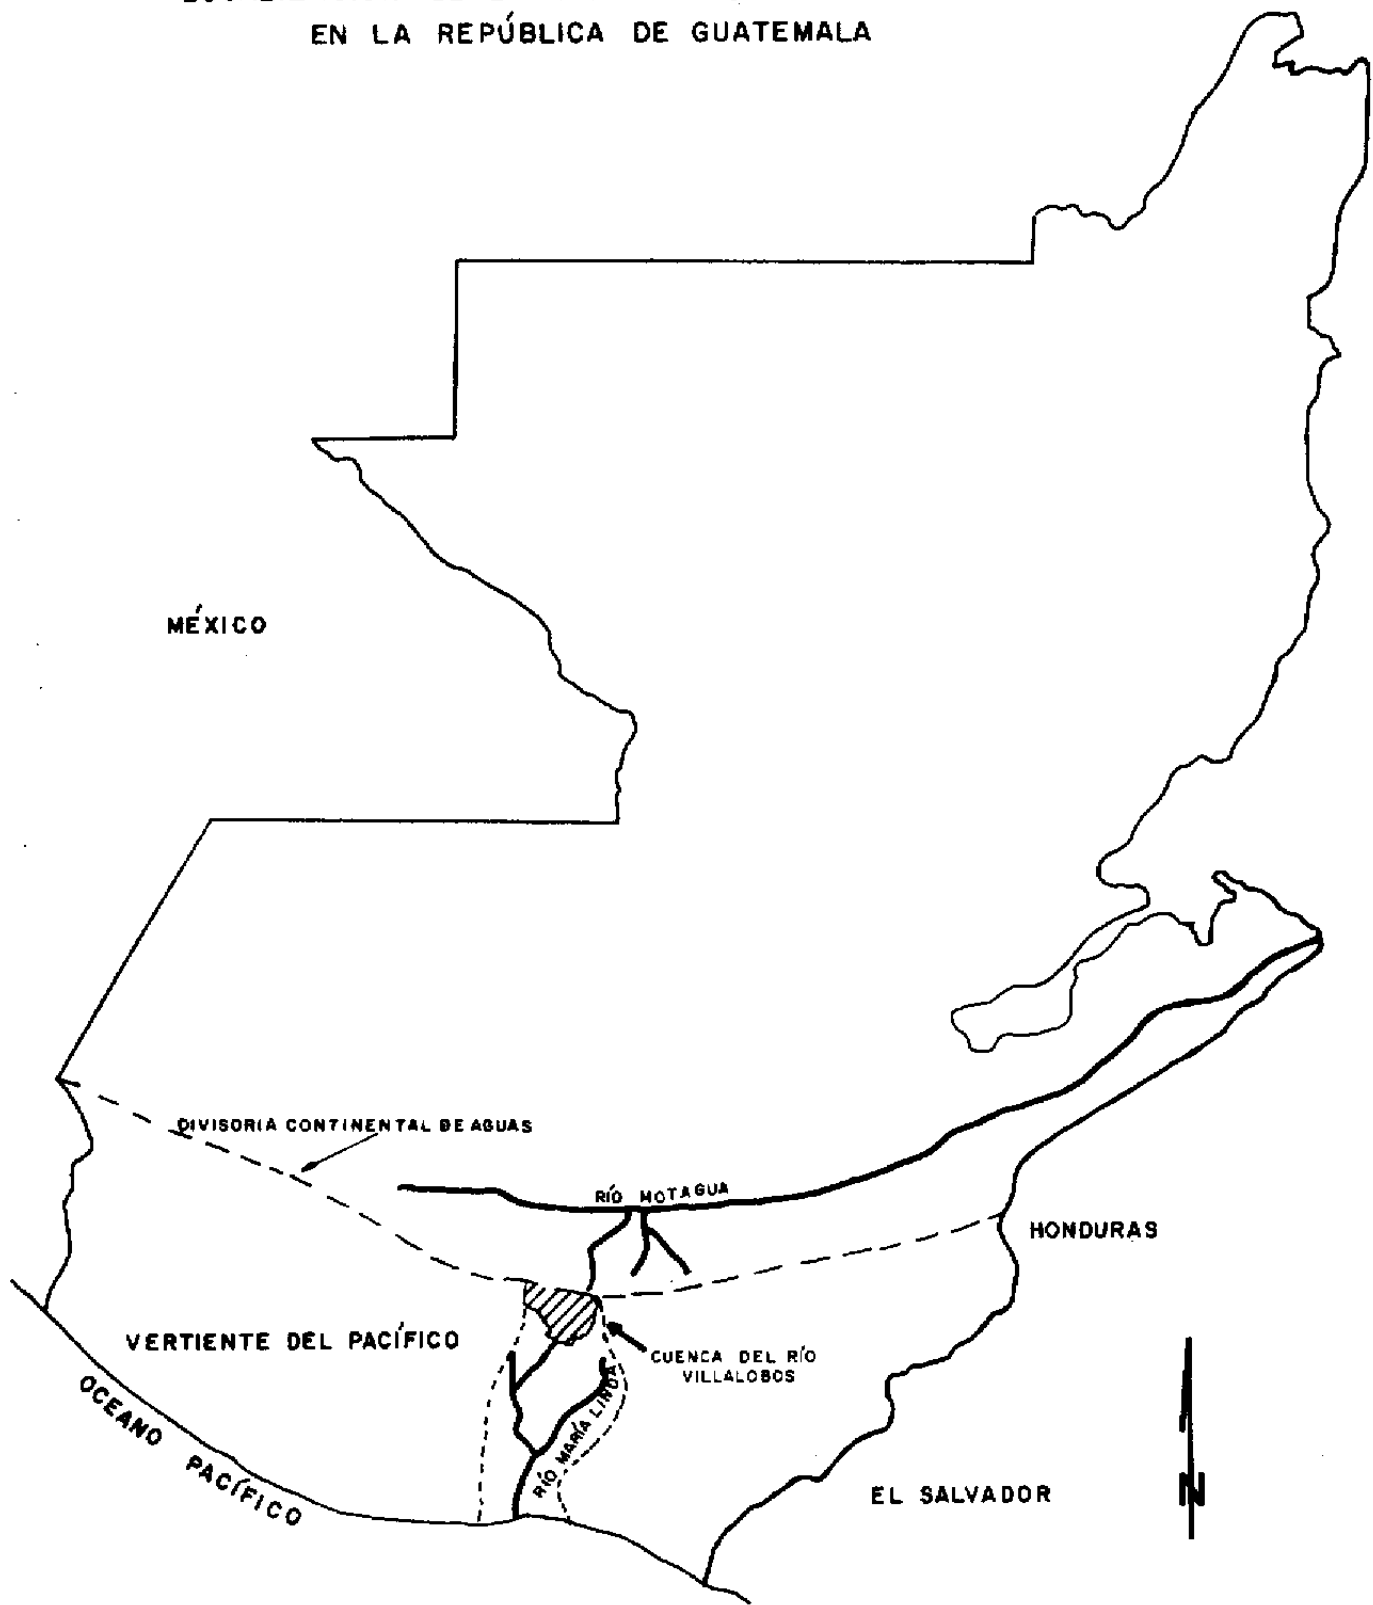 EN LA REPÚBLICA DE GUATEMALA
MÉXICO
DIVISORIA CONTINENTAL DE AGUAS
RÍO MOTAGUA
HONDURAS
VERTIENTE DEL PACÍFICO
CUENCA DEL RÍO
VILLALOBOS
OCEANO PACÍFICO
RÍO MARÍA LINDA
EL SALVADOR
N